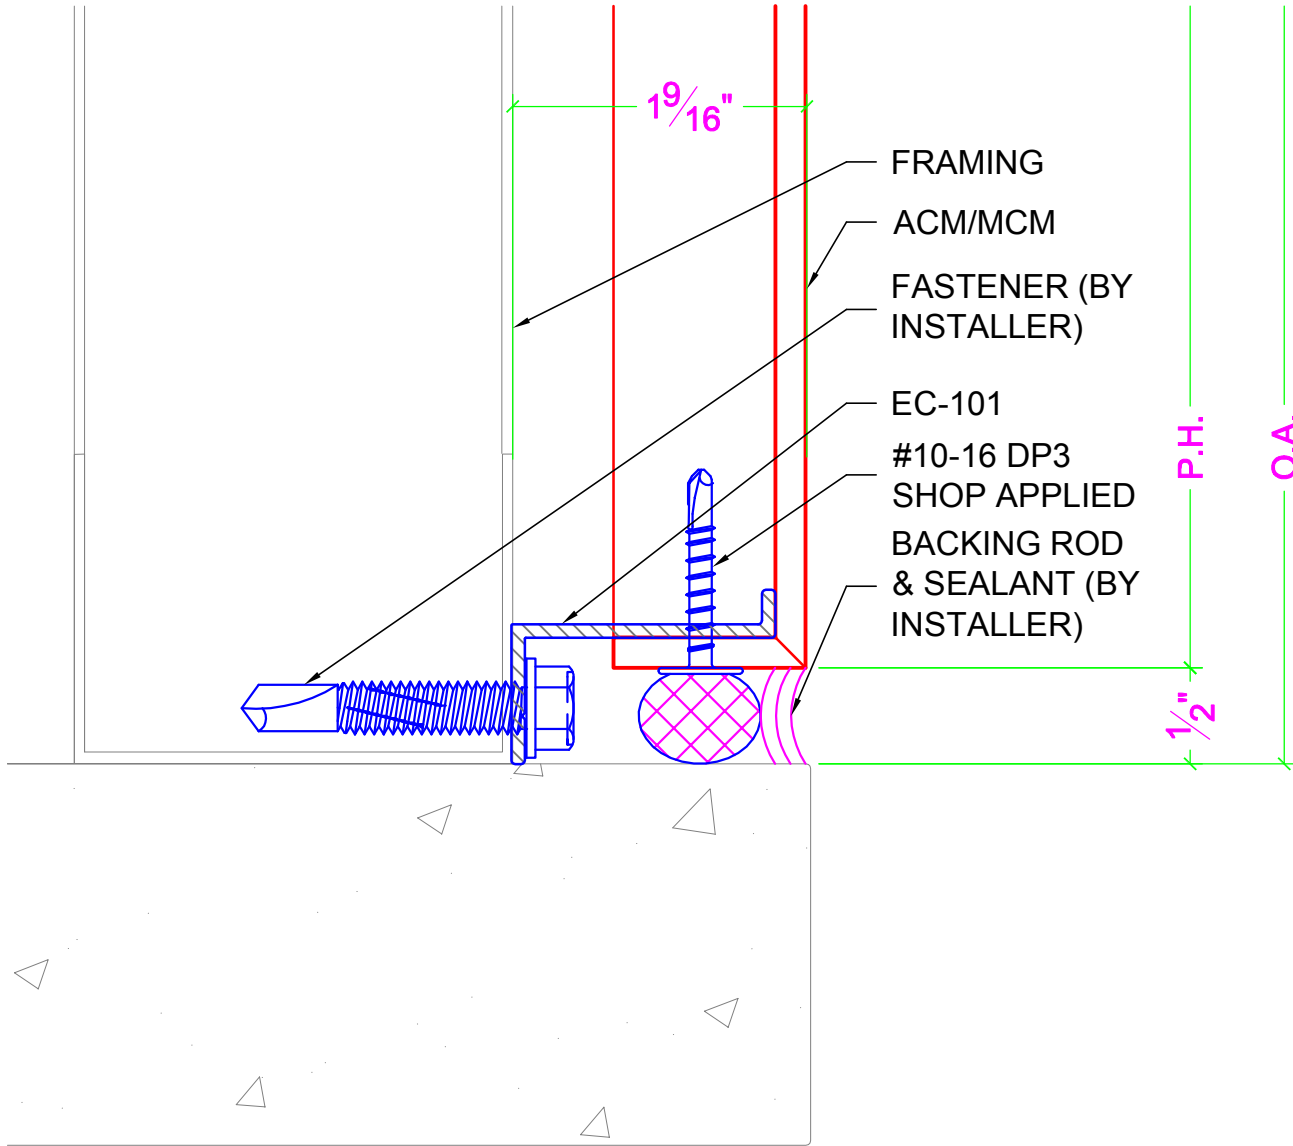 1 9/16"
FRAMING
ACM/MCM
FASTENER (BY
INSTALLER)
EC-101
#10-16 DP3
SHOP APPLIED
BACKING ROD
& SEALANT (BY
INSTALLER)
P.H.
O.A.
1/2"